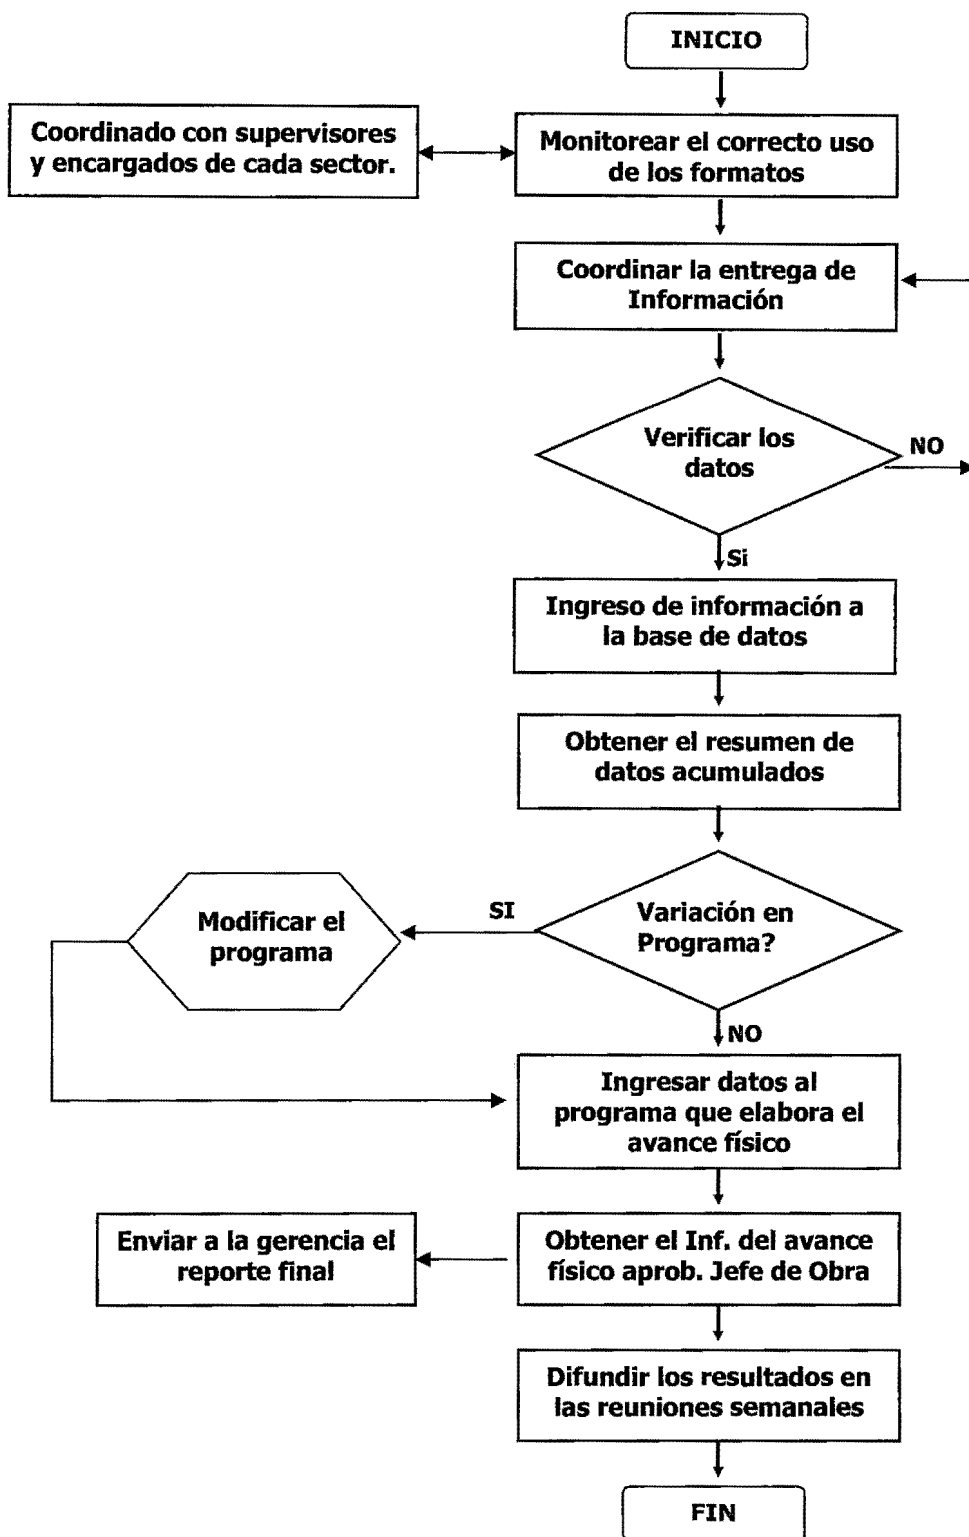 INICIO
Coordinado con supervisores
y encargados de cada sector.
Monitorear el correcto uso
de los formatos
Coordinar la entrega de
Información
Verificar los
datos
NO
Si
Ingreso de información a
la base de datos
Obtener el resumen de
datos acumulados
Variación en
Programa?
SI
Modificar el
programa
NO
Ingresar datos al
programa que elabora el
avance físico
Enviar a la gerencia el
reporte final
Obtener el Inf. del avance
físico aprob. Jefe de Obra
Difundir los resultados en
las reuniones semanales
FIN